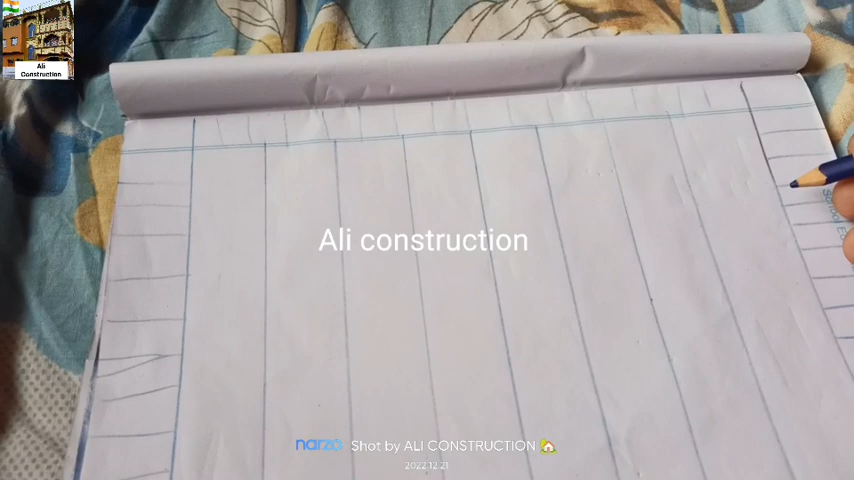 Ali
Construction
Ali construction
narzo Shot by ALI CONSTRUCTION 🏡
2022.12.21